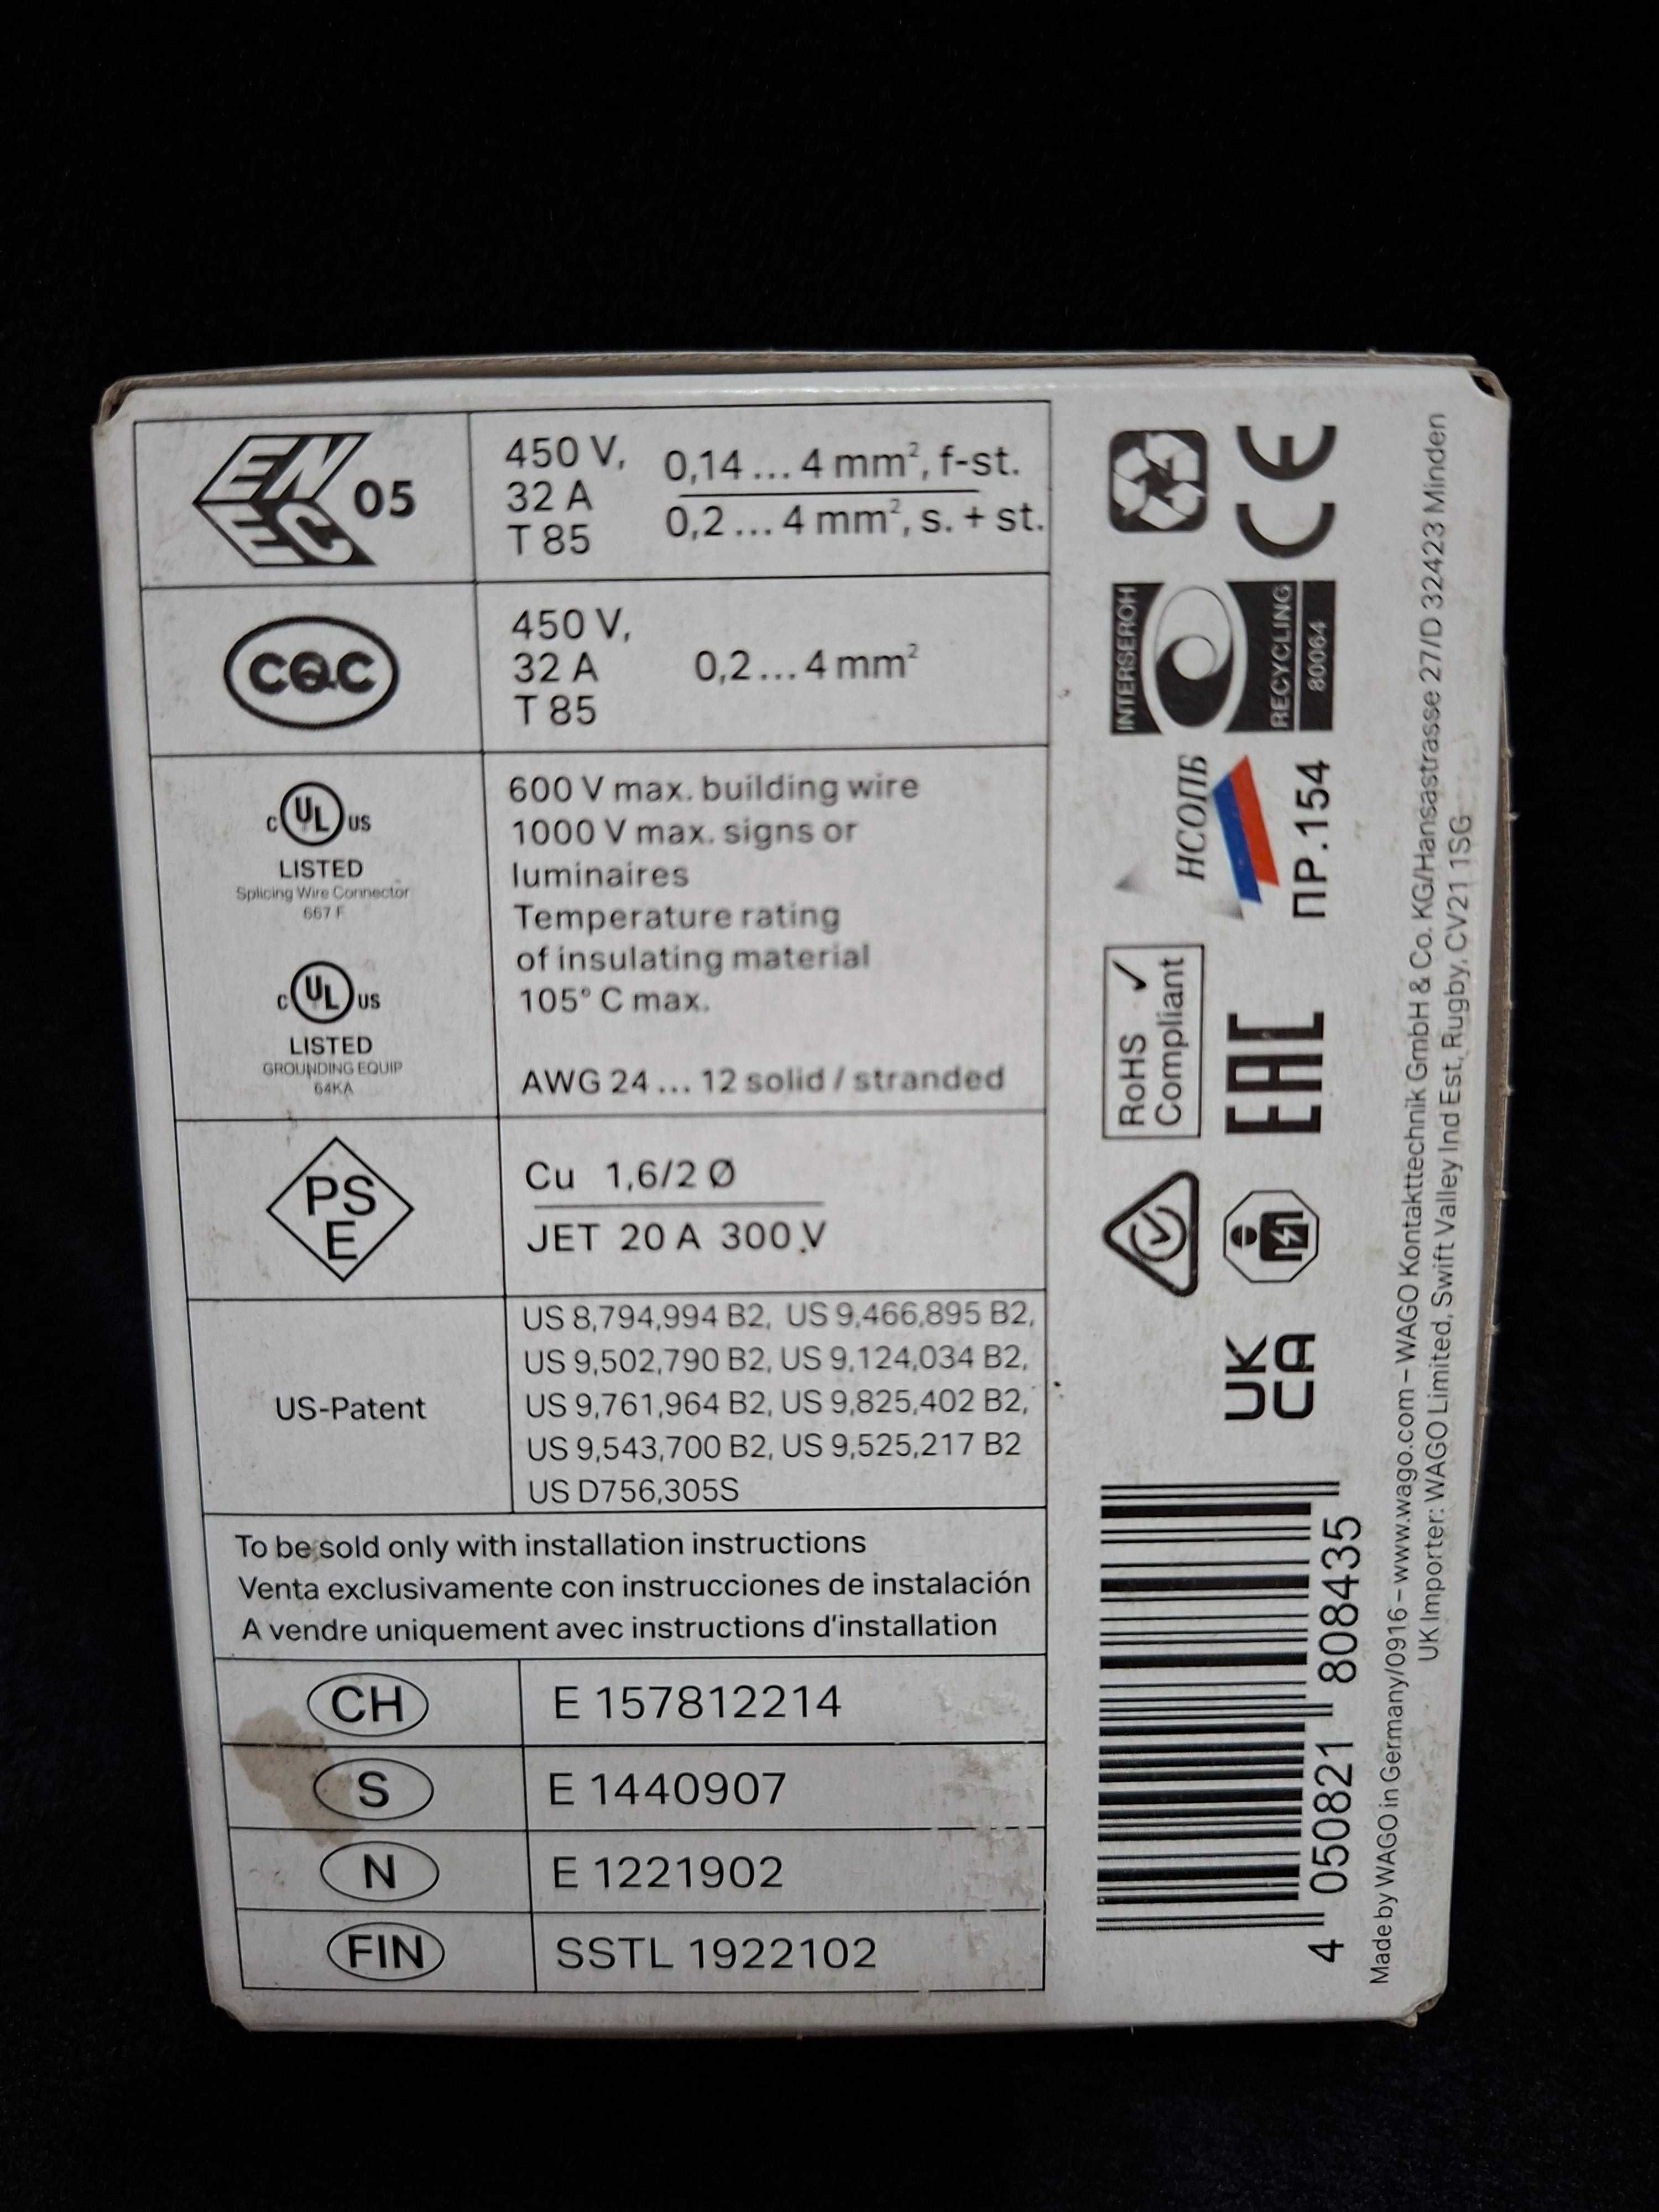 EN
EC
05
450 V,
32 A
T 85
0,14 ... 4 mm², f-st.
0,2 ... 4 mm², s. + st.
CQC
450 V,
32 A
T 85
0,2 ... 4 mm²
C UL US
LISTED
Splicing Wire Connector
667 F
C UL US
LISTED
GROUNDING EQUIP
64KA
600 V max. building wire
1000 V max. signs or
luminaires
Temperature rating
of insulating material
105° C max.
AWG 24 ... 12 solid / stranded
PS
E
Cu 1,6/2 Ø
JET 20 A 300 V
US-Patent
US 8,794,994 B2, US 9,466,895 B2,
US 9,502,790 B2, US 9,124,034 B2,
US 9,761,964 B2, US 9,825,402 B2,
US 9,543,700 B2, US 9,525,217 B2
US D756,305S
To be sold only with installation instructions
Venta exclusivamente con instrucciones de instalación
A vendre uniquement avec instructions d'installation
CH
E 157812214
S
E 1440907
N
E 1221902
FIN
SSTL 1922102
CE
INTERSEROH
RECYCLING
80064
НСОПБ
ПР.154
RoHS ✓
Compliant
EAC
UK
CA
4 050821 808435
Made by WAGO in Germany/0916 – www.wago.com – WAGO Kontakttechnik GmbH & Co. KG/Hansastrasse 27/D 32423 Minden
UK Importer: WAGO Limited, Swift Valley Ind Est, Rugby, CV21 1SG